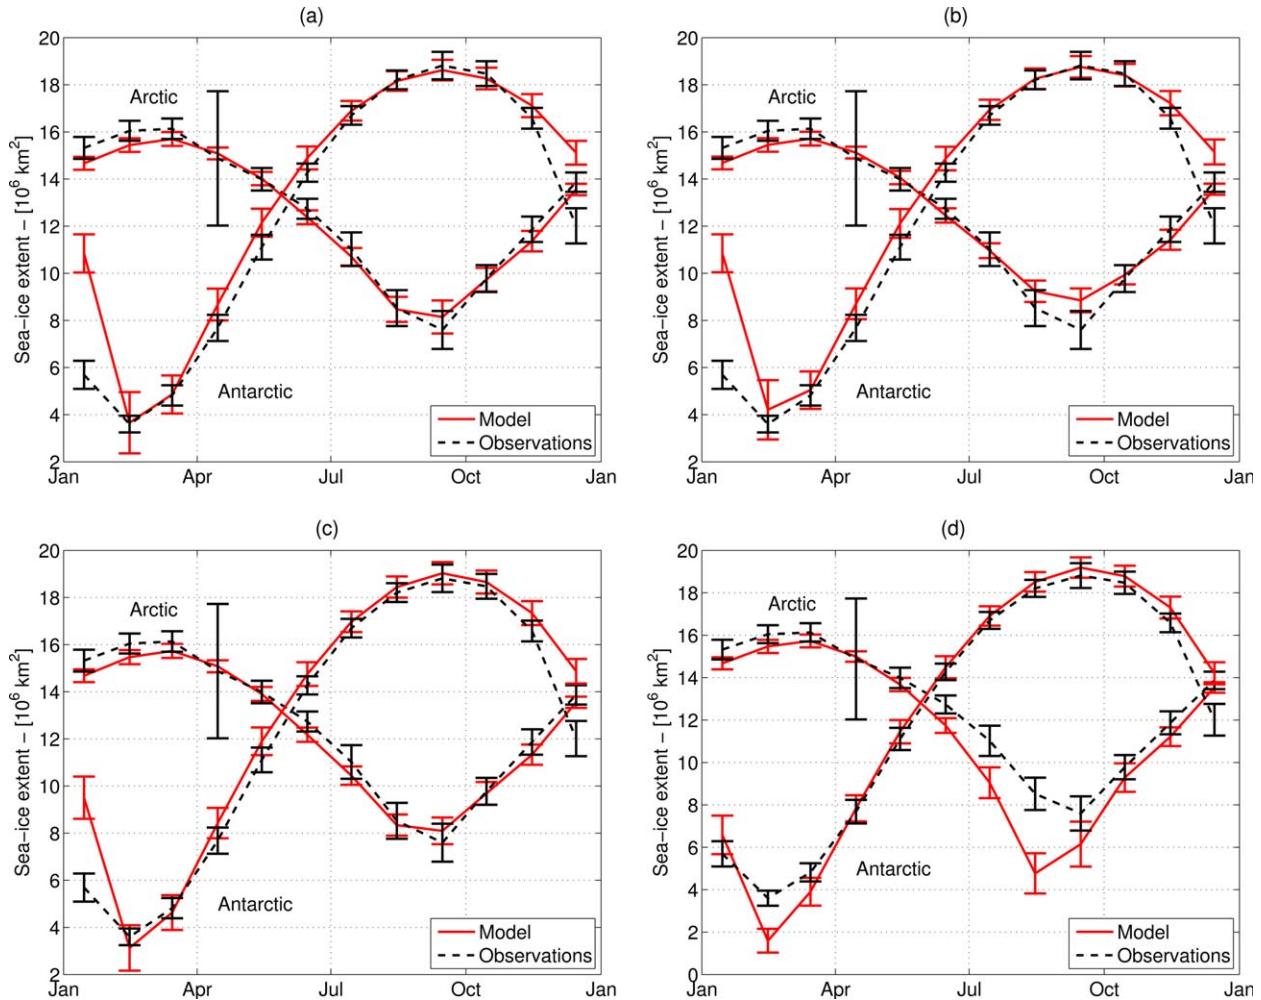 (a)
20
18
16
14
12
10
8
6
4
2
Sea-ice extent - [10⁶ km²]
Arctic
Antarctic
Model
Observations
Jan Apr Jul Oct Jan
(b)
20
18
16
14
12
10
8
6
4
2
Sea-ice extent - [10⁶ km²]
Arctic
Antarctic
Model
Observations
Jan Apr Jul Oct Jan
(c)
20
18
16
14
12
10
8
6
4
2
Sea-ice extent - [10⁶ km²]
Arctic
Antarctic
Model
Observations
Jan Apr Jul Oct Jan
(d)
20
18
16
14
12
10
8
6
4
2
0
Sea-ice extent - [10⁶ km²]
Arctic
Antarctic
Model
Observations
Jan Apr Jul Oct Jan